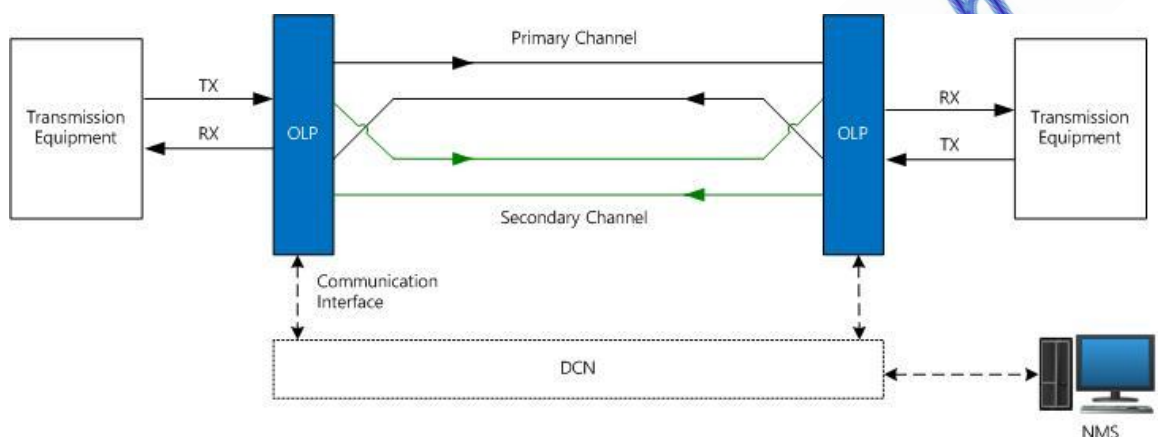 Primary Channel
TX
RX
Transmission
Equipment
OLP
OLP
RX
TX
Transmission
Equipment
Secondary Channel
Communication
Interface
DCN
NMS